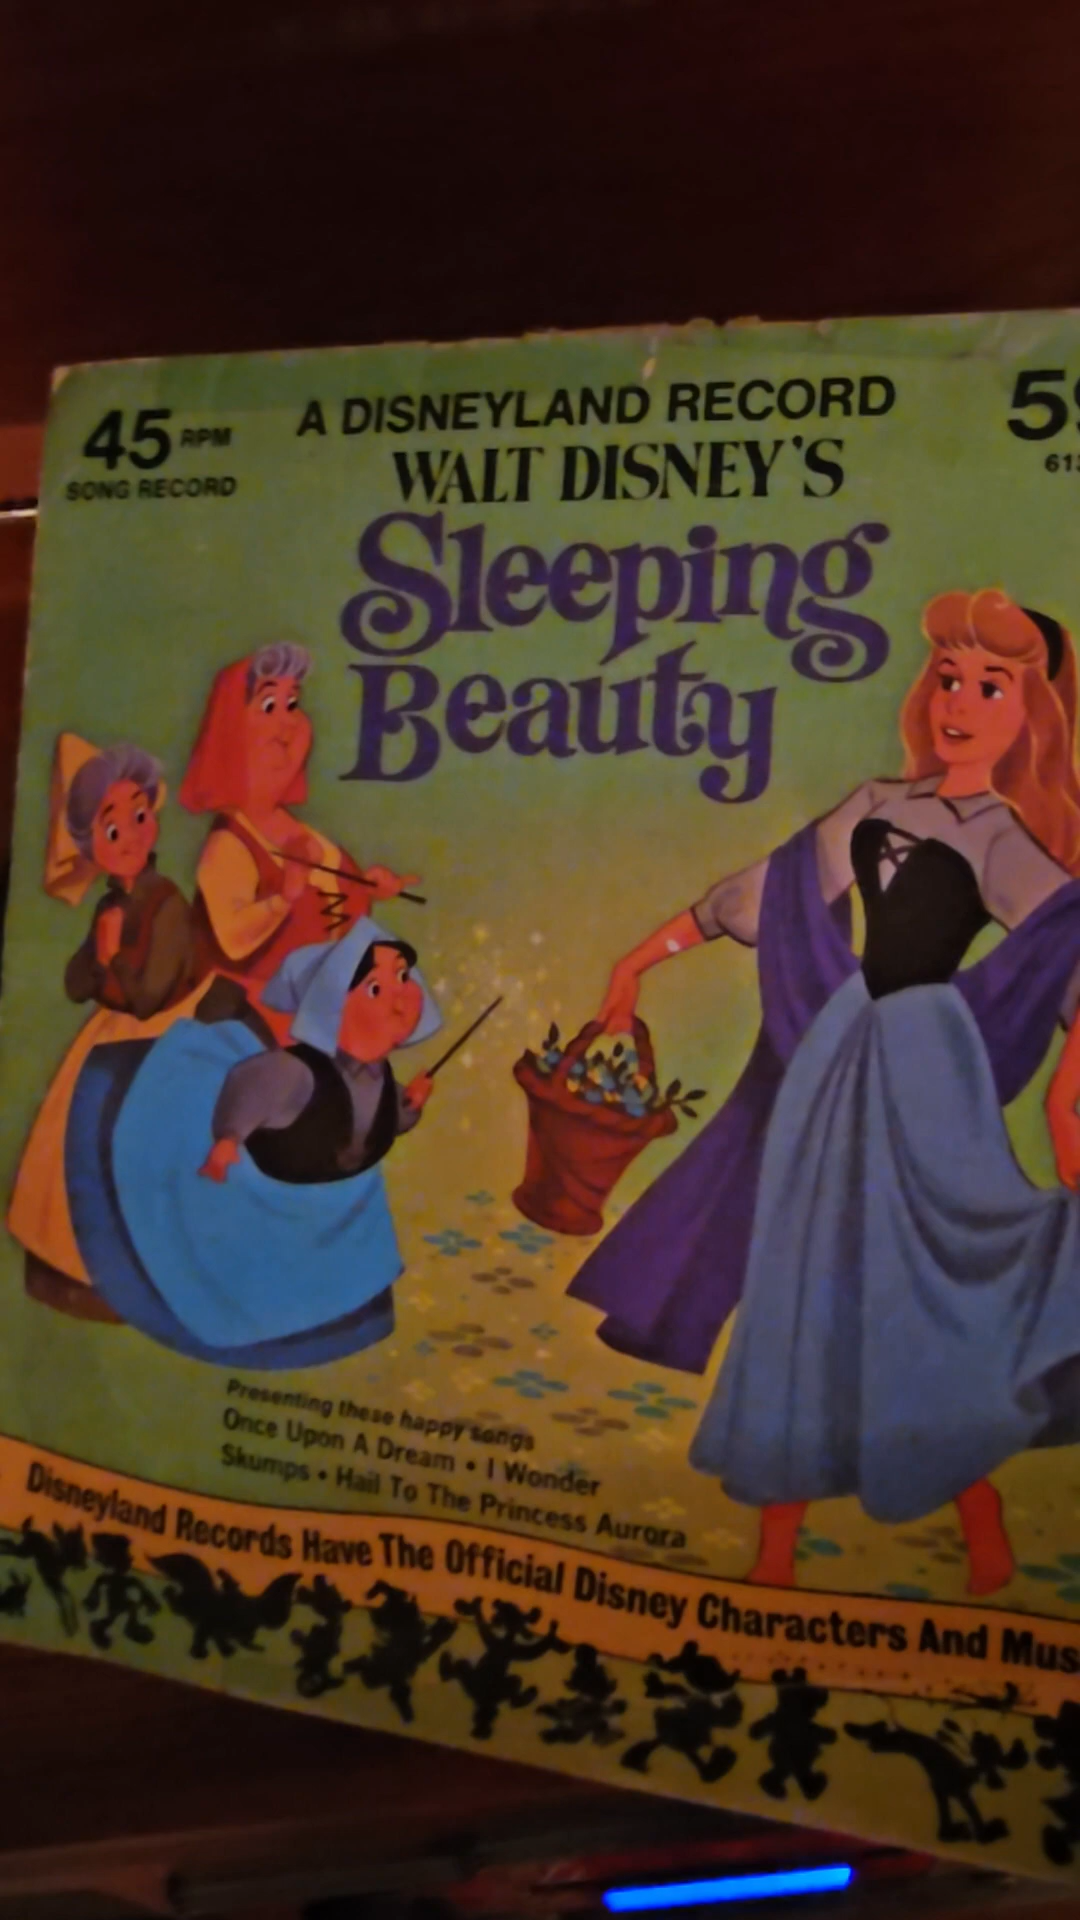 45 RPM
SONG RECORD
A DISNEYLAND RECORD
WALT DISNEY'S
Sleeping
Beauty
Presenting these happy songs
Once Upon A Dream • I Wonder
Skumps • Hail To The Princess Aurora
Disneyland Records Have The Official Disney Characters And